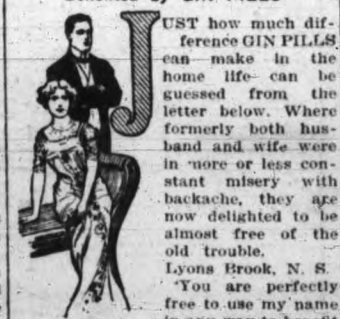 JUST how much dif-
ference GIN PILLS
can make in the
home life can be
guessed from the
letter below. Where
formerly both hus-
band and wife were
in more or less con-
stant misery with
backache, they are
now delighted to be
almost free of the
old trouble.
Lyons Brook, N. S.
"You are perfectly
free to use my name